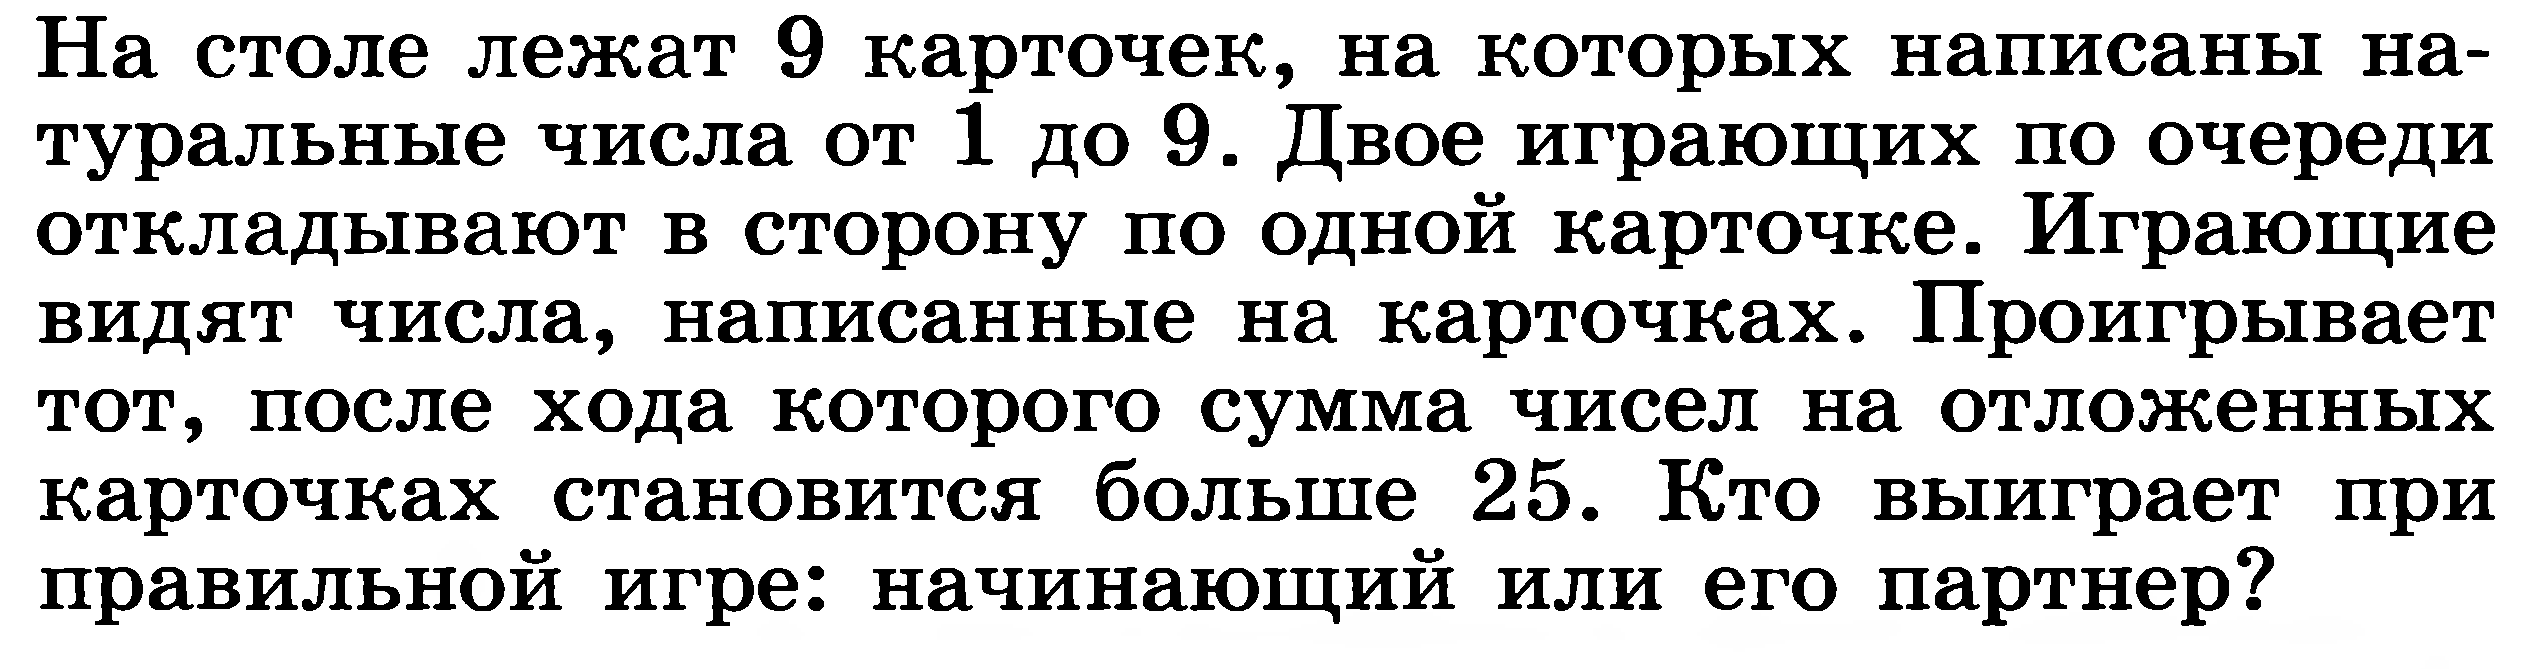 На столе лежат 9 карточек, на которых написаны на-
туральные числа от 1 до 9. Двое играющих по очереди
откладывают в сторону по одной карточке. Играющие
видят числа, написанные на карточках. Проигрывает
тот, после хода которого сумма чисел на отложенных
карточках становится больше 25. Кто выиграет при
правильной игре: начинающий или его партнер?